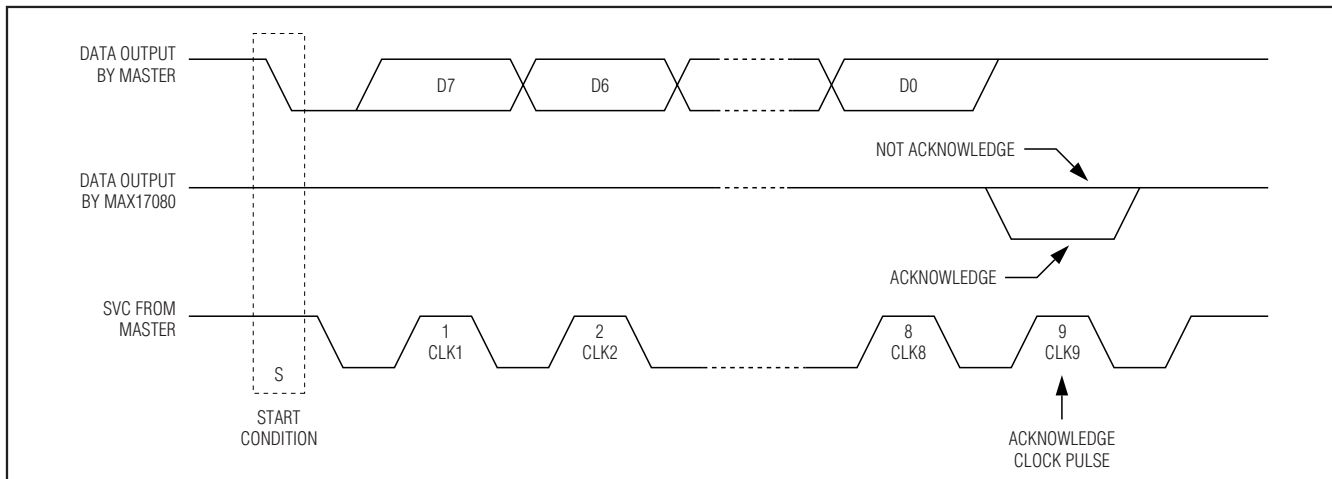 DATA OUTPUT
BY MASTER
D7
D6
D0
NOT ACKNOWLEDGE
DATA OUTPUT
BY MAX17080
ACKNOWLEDGE
SVC FROM
MASTER
1
CLK1
2
CLK2
8
CLK8
9
CLK9
S
START
CONDITION
ACKNOWLEDGE
CLOCK PULSE